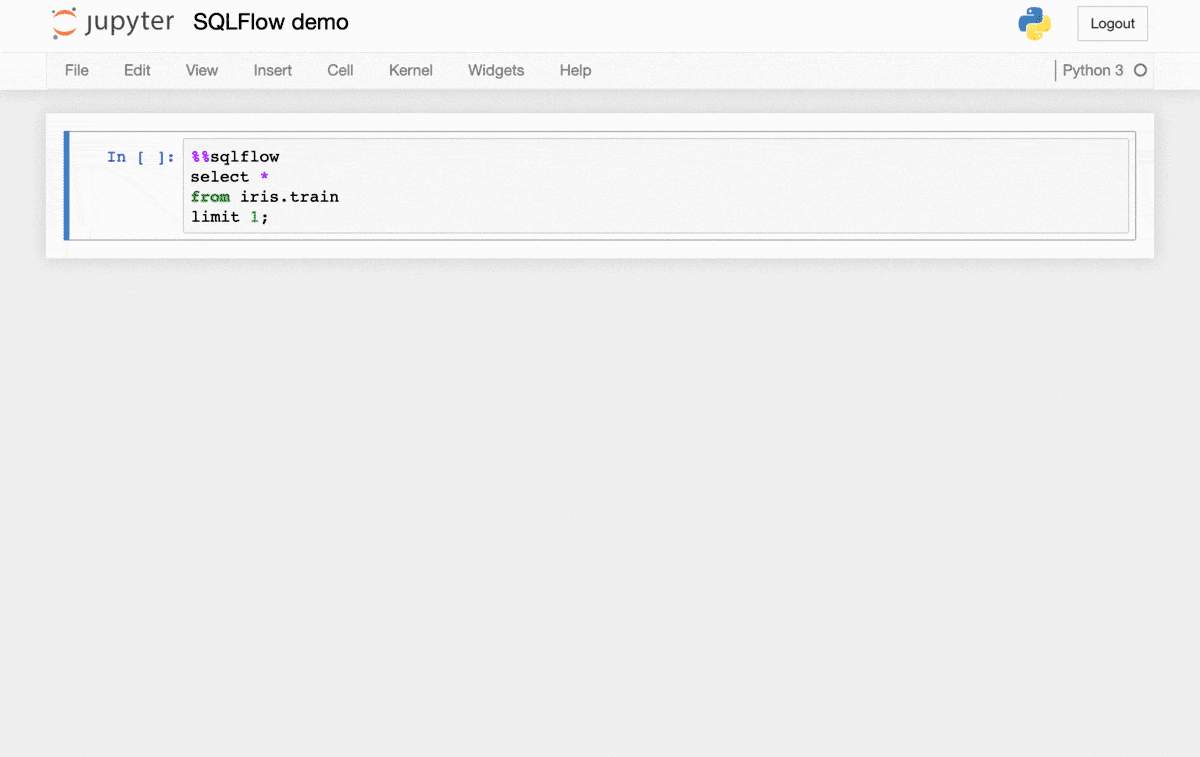 jupyter SQLFlow demo Logout
File Edit View Insert Cell Kernel Widgets Help Python 3
In [ ]: %%sqlflow
select *
from iris.train
limit 1;